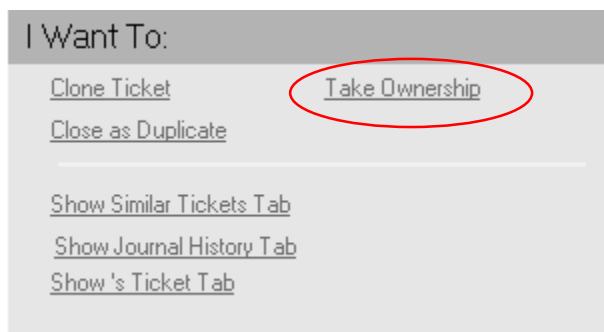 I Want To:
Clone Ticket Take Ownership
Close as Duplicate
Show Similar Tickets Tab
Show Journal History Tab
Show 's Ticket Tab